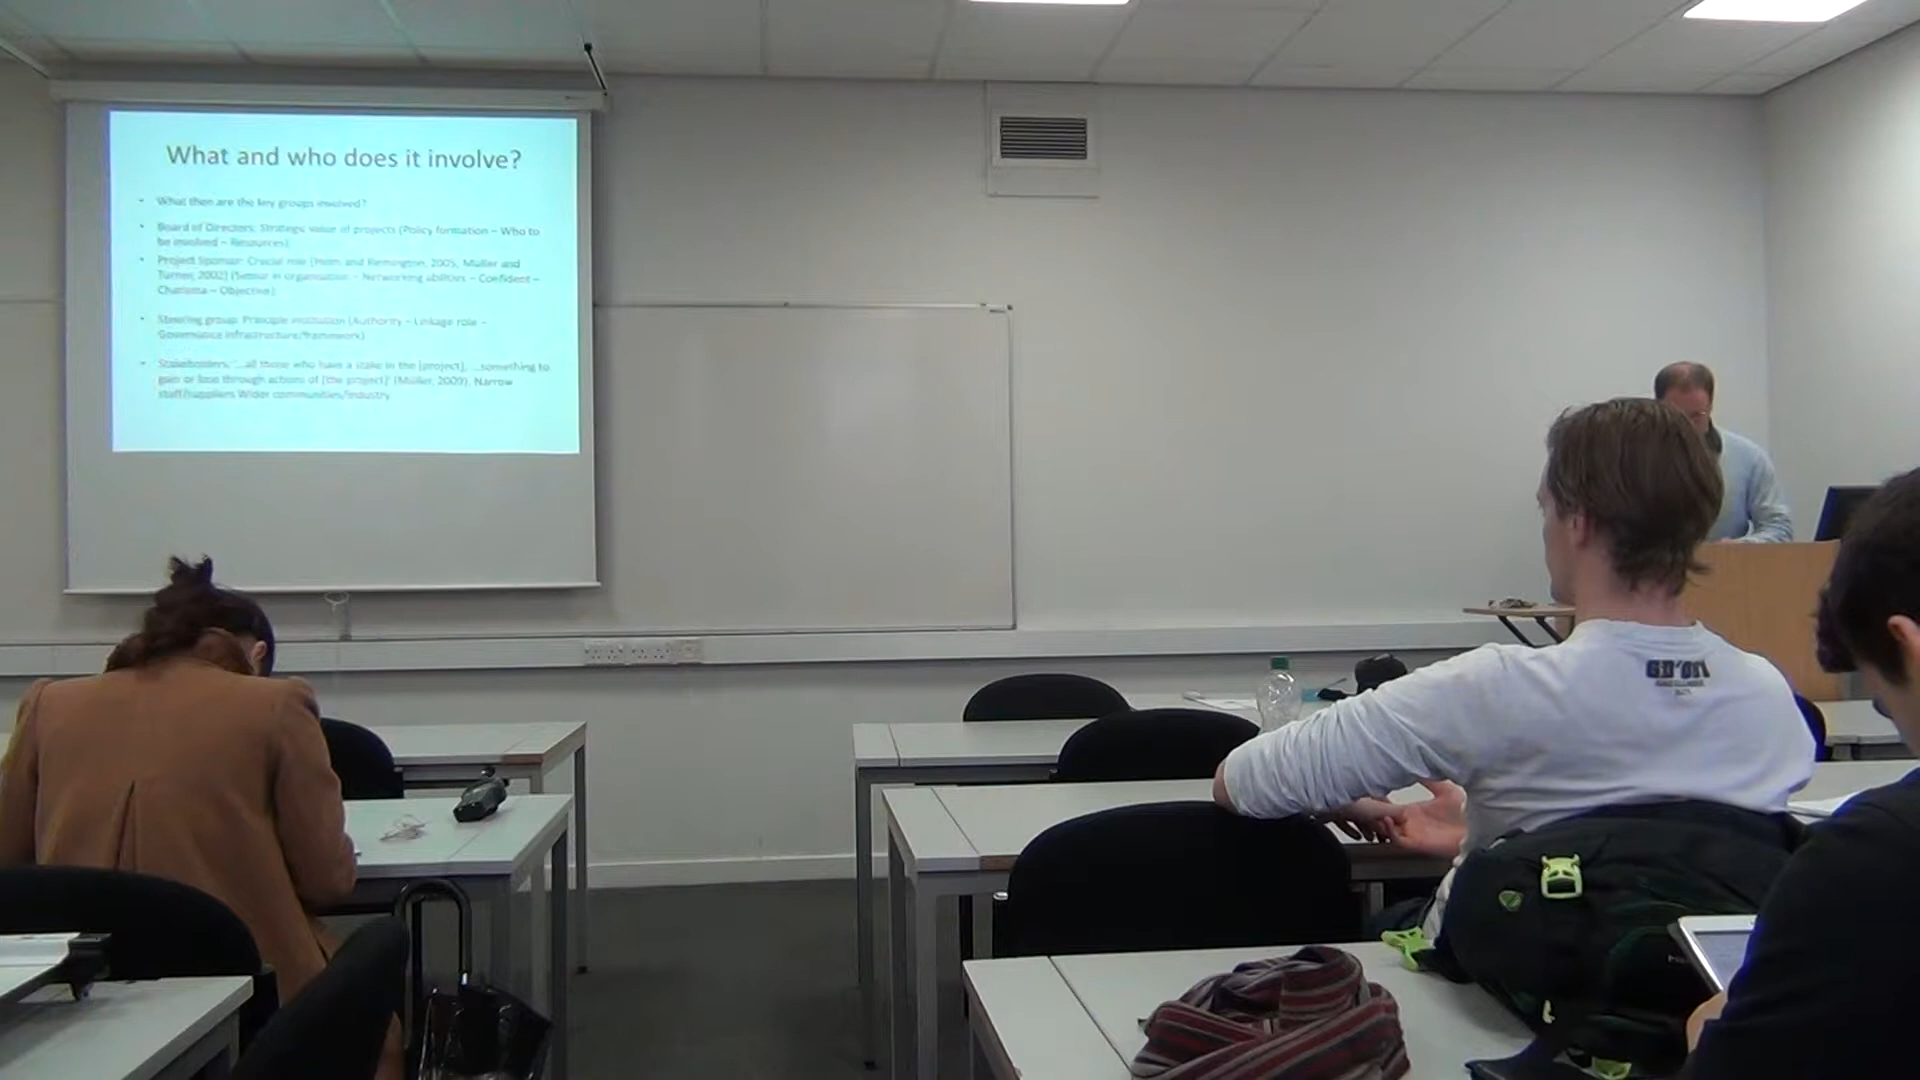 What and who does it involve?
• What then are the key groups involved?
• Board of Directors: Strategic value of projects (Policy formation – Who to
be involved – Resources)
• Project Sponsor: Crucial role (Helm and Remington, 2005, Müller and
Turner, 2002) (Senior in organisation – Networking abilities – Confident –
Charisma – Objective)
• Steering group: Principle institution (Authority – Linkage role –
Governance infrastructure/framework)
• Stakeholders: '…all those who have a stake in the [project], …something to
gain or lose through actions of [the project]' (Müller, 2009). Narrow
staff/suppliers Wider communities/industry